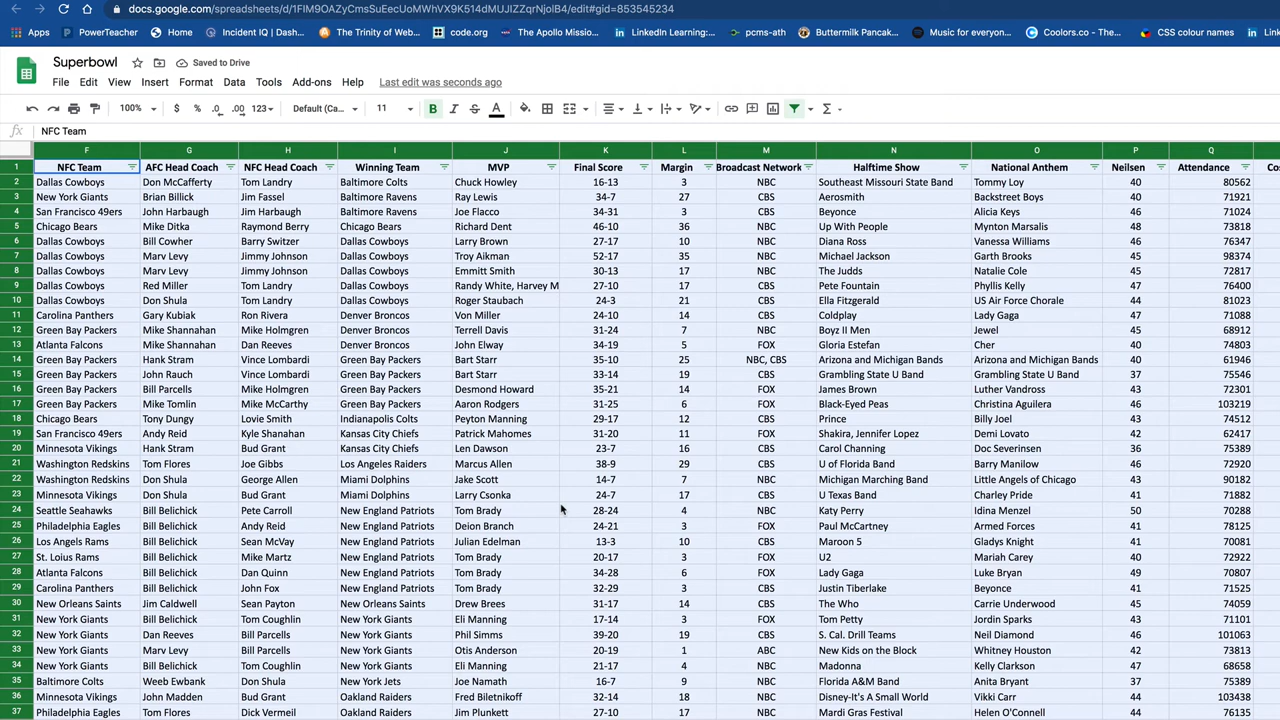 docs.google.com/spreadsheets/d/1FIM9OAZyCmsSuEecUoMWhVX9K514dMUJIZZqrNjolB4/edit#gid=853545234
Apps PowerTeacher Home Incident IQ | Dash... The Trinity of Web... code.org The Apollo Missio... LinkedIn Learning:... pcms-ath Buttermilk Pancak... Music for everyon... Coolors.co - The... CSS colour names Link
Superbowl Saved to Drive
File Edit View Insert Format Data Tools Add-ons Help Last edit was seconds ago
100% $ % .0 .00 123 Default (Ca... 11 B I S A
fx NFC Team
F G H I J K L M N O P Q
1 NFC Team AFC Head Coach NFC Head Coach Winning Team MVP Final Score Margin Broadcast Network Halftime Show National Anthem Neilsen Attendance Co
2 Dallas Cowboys Don McCafferty Tom Landry Baltimore Colts Chuck Howley 16-13 3 NBC Southeast Missouri State Band Tommy Loy 40 80562
3 New York Giants Brian Billick Jim Fassel Baltimore Ravens Ray Lewis 34-7 27 CBS Aerosmith Backstreet Boys 40 71921
4 San Francisco 49ers John Harbaugh Jim Harbaugh Baltimore Ravens Joe Flacco 34-31 3 CBS Beyonce Alicia Keys 46 71024
5 Chicago Bears Mike Ditka Raymond Berry Chicago Bears Richard Dent 46-10 36 NBC Up With People Mynton Marsalis 48 73818
6 Dallas Cowboys Bill Cowher Barry Switzer Dallas Cowboys Larry Brown 27-17 10 NBC Diana Ross Vanessa Williams 46 76347
7 Dallas Cowboys Marv Levy Jimmy Johnson Dallas Cowboys Troy Aikman 52-17 35 NBC Michael Jackson Garth Brooks 45 98374
8 Dallas Cowboys Marv Levy Jimmy Johnson Dallas Cowboys Emmitt Smith 30-13 17 NBC The Judds Natalie Cole 45 72817
9 Dallas Cowboys Red Miller Tom Landry Dallas Cowboys Randy White, Harvey M 27-10 17 CBS Pete Fountain Phyllis Kelly 47 76400
10 Dallas Cowboys Don Shula Tom Landry Dallas Cowboys Roger Staubach 24-3 21 CBS Ella Fitzgerald US Air Force Chorale 44 81023
11 Carolina Panthers Gary Kubiak Ron Rivera Denver Broncos Von Miller 24-10 14 CBS Coldplay Lady Gaga 47 71088
12 Green Bay Packers Mike Shannahan Mike Holmgren Denver Broncos Terrell Davis 31-24 7 NBC Boyz II Men Jewel 45 68912
13 Atlanta Falcons Mike Shannahan Dan Reeves Denver Broncos John Elway 34-19 5 FOX Gloria Estefan Cher 40 74803
14 Green Bay Packers Hank Stram Vince Lombardi Green Bay Packers Bart Starr 35-10 25 NBC, CBS Arizona and Michigan Bands Arizona and Michigan Bands 40 61946
15 Green Bay Packers John Rauch Vince Lombardi Green Bay Packers Bart Starr 33-14 19 CBS Grambling State U Band Grambling State U Band 37 75546
16 Green Bay Packers Bill Parcells Mike Holmgren Green Bay Packers Desmond Howard 35-21 14 FOX James Brown Luther Vandross 43 72301
17 Green Bay Packers Mike Tomlin Mike McCarthy Green Bay Packers Aaron Rodgers 31-25 6 FOX Black-Eyed Peas Christina Aguilera 46 103219
18 Chicago Bears Tony Dungy Lovie Smith Indianapolis Colts Peyton Manning 29-17 12 CBS Prince Billy Joel 43 74512
19 San Francisco 49ers Andy Reid Kyle Shanahan Kansas City Chiefs Patrick Mahomes 31-20 11 FOX Shakira, Jennifer Lopez Demi Lovato 42 62417
20 Minnesota Vikings Hank Stram Bud Grant Kansas City Chiefs Len Dawson 23-7 16 CBS Carol Channing Doc Severinsen 36 75389
21 Washington Redskins Tom Flores Joe Gibbs Los Angeles Raiders Marcus Allen 38-9 29 CBS U of Florida Band Barry Manilow 46 72920
22 Washington Redskins Don Shula George Allen Miami Dolphins Jake Scott 14-7 7 NBC Michigan Marching Band Little Angels of Chicago 43 90182
23 Minnesota Vikings Don Shula Bud Grant Miami Dolphins Larry Csonka 24-7 17 CBS U Texas Band Charley Pride 41 71882
24 Seattle Seahawks Bill Belichick Pete Carroll New England Patriots Tom Brady 28-24 4 NBC Katy Perry Idina Menzel 50 70288
25 Philadelphia Eagles Bill Belichick Andy Reid New England Patriots Deion Branch 24-21 3 FOX Paul McCartney Armed Forces 41 78125
26 Los Angels Rams Bill Belichick Sean McVay New England Patriots Julian Edelman 13-3 10 CBS Maroon 5 Gladys Knight 41 70081
27 St. Loius Rams Bill Belichick Mike Martz New England Patriots Tom Brady 20-17 3 FOX U2 Mariah Carey 40 72922
28 Atlanta Falcons Bill Belichick Dan Quinn New England Patriots Tom Brady 34-28 6 FOX Lady Gaga Luke Bryan 49 70807
29 Carolina Panthers Bill Belichick John Fox New England Patriots Tom Brady 32-29 3 CBS Justin Tiberlake Beyonce 41 71525
30 New Orleans Saints Jim Caldwell Sean Payton New Orleans Saints Drew Brees 31-17 14 CBS The Who Carrie Underwood 45 74059
31 New York Giants Bill Belichick Tom Coughlin New York Giants Eli Manning 17-14 3 FOX Tom Petty Jordin Sparks 43 71101
32 New York Giants Dan Reeves Bill Parcells New York Giants Phil Simms 39-20 19 CBS S. Cal. Drill Teams Neil Diamond 46 101063
33 New York Giants Marv Levy Bill Parcells New York Giants Otis Anderson 20-19 1 ABC New Kids on the Block Whitney Houston 42 73813
34 New York Giants Bill Belichick Tom Coughlin New York Giants Eli Manning 21-17 4 NBC Madonna Kelly Clarkson 47 68658
35 Baltimore Colts Weeb Ewbank Don Shula New York Jets Joe Namath 16-7 9 NBC Florida A&M Band Anita Bryant 37 75389
36 Minnesota Vikings John Madden Bud Grant Oakland Raiders Fred Biletnikoff 32-14 18 NBC Disney-It's A Small World Vikki Carr 44 103438
37 Philadelphia Eagles Tom Flores Dick Vermeil Oakland Raiders Jim Plunkett 27-10 17 NBC Mardi Gras Festival Helen O'Connell 44 76135